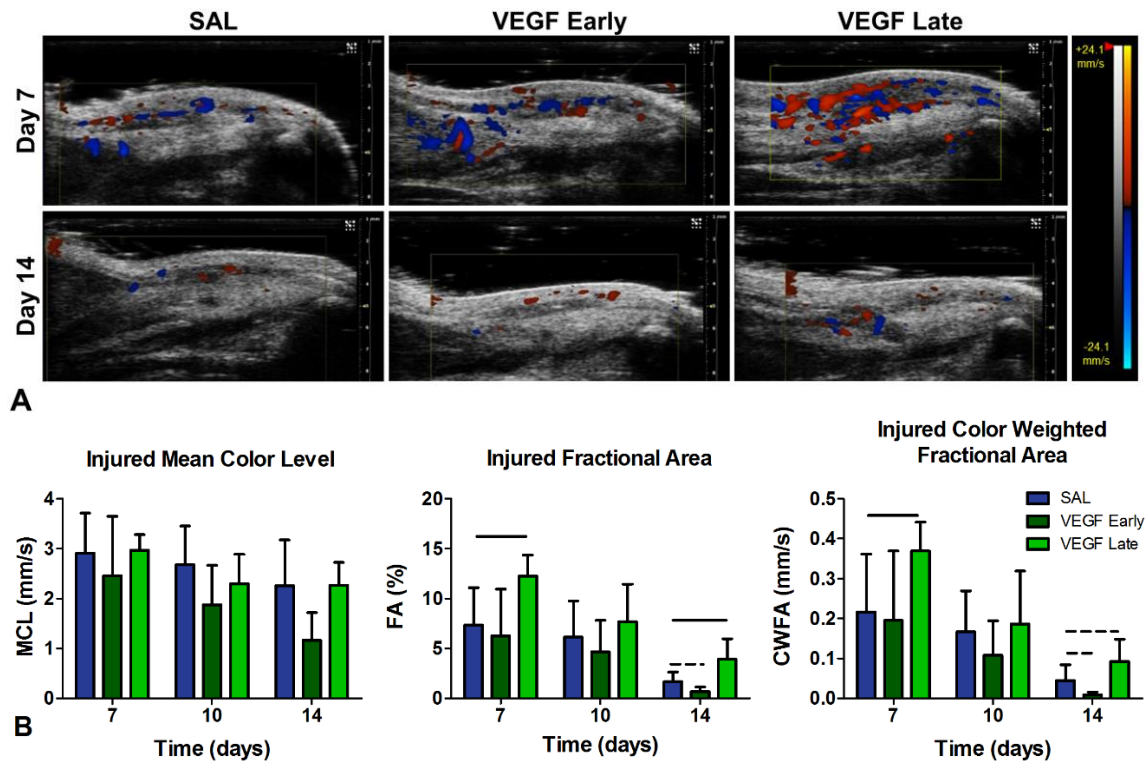 SAL
VEGF Early
VEGF Late
Day 7
+24.1
mm/s
Day 14
-24.1
mm/s
A
Injured Mean Color Level
MCL (mm/s)
4
3
2
1
0
7
10
14
Time (days)
Injured Fractional Area
FA (%)
20
15
10
5
0
7
10
14
Time (days)
Injured Color Weighted
Fractional Area
CWFA (mm/s)
0.5
0.4
0.3
0.2
0.1
0.0
SAL
VEGF Early
VEGF Late
7
10
14
Time (days)
B